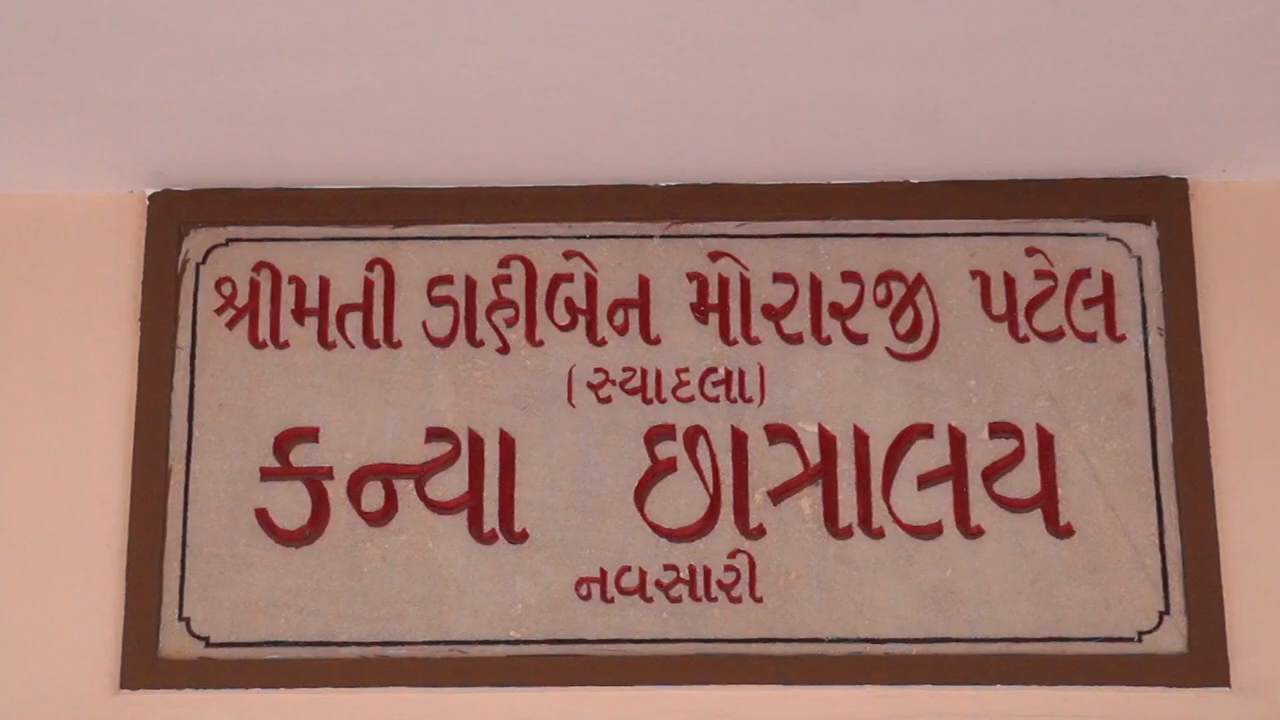 શ્રીમતી ડાહીબેન મોરારજી પટેલ
(સ્યાદલા)
કન્યા છાત્રાલય
નવસારી